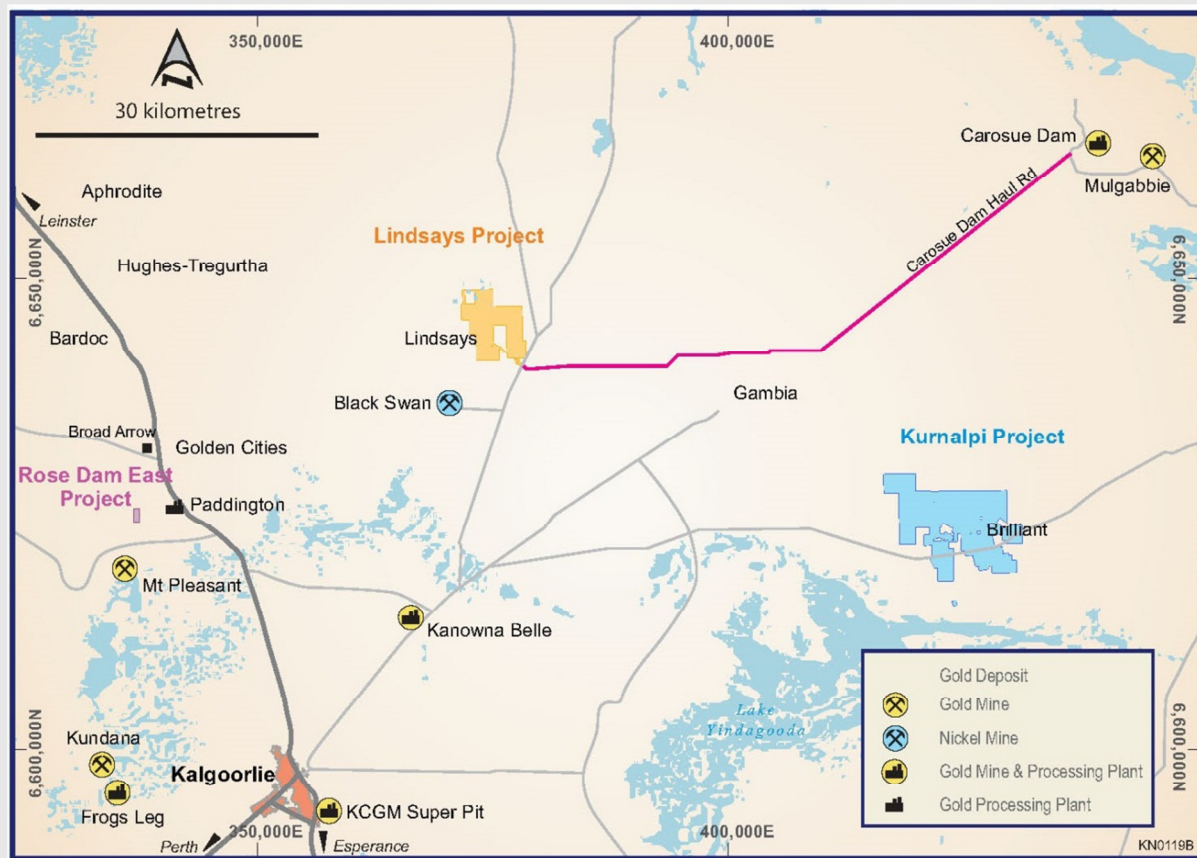 350,000E
400,000E
30 kilometres
Carosue Dam
Mulgabbie
Aphrodite
Leinster
Carosue Dam Haul Rd
Lindsays Project
6,650,000N
Hughes-Tregurtha
6,650,000N
Bardoc
Lindsays
Black Swan
Gambia
Broad Arrow
Golden Cities
Kurnalpi Project
Rose Dam East
Project
Paddington
Brilliant
Mt Pleasant
Kanowna Belle
Lake
Yindagooda
6,600,000N
6,600,000N
Kundana
Kalgoorlie
Frogs Leg
KCGM Super Pit
350,000E
400,000E
Perth
Esperance
Gold Deposit
Gold Mine
Nickel Mine
Gold Mine & Processing Plant
Gold Processing Plant
KN0119B